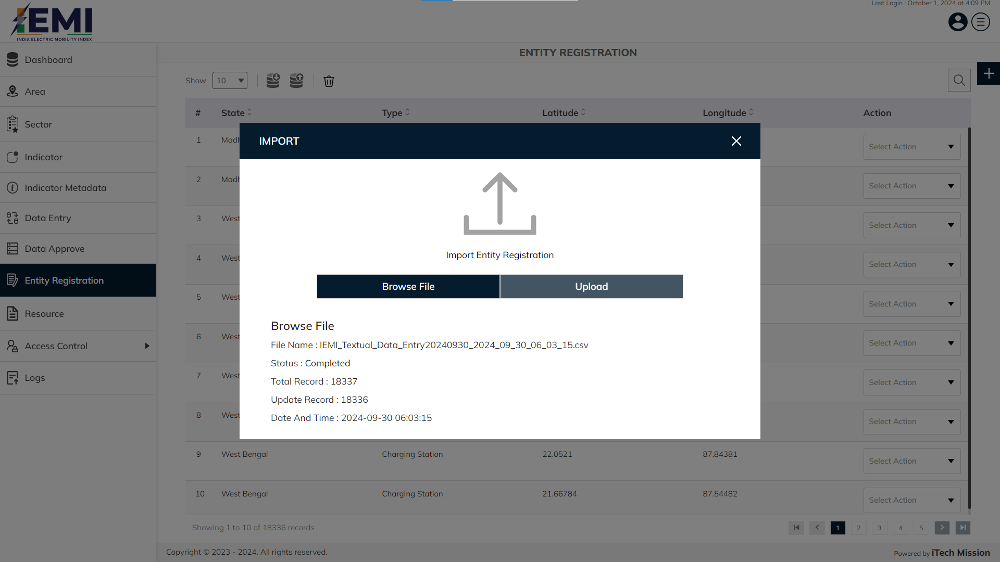 Last Login : October 1, 2024 at 4:09 PM
EMI
INDIA ELECTRIC MOBILITY INDEX
Dashboard
Area
Sector
Indicator
Indicator Metadata
Data Entry
Data Approve
Entity Registration
Resource
Access Control
Logs
ENTITY REGISTRATION
Show 10
# State Type Latitude Longitude Action
1 Madh Select Action
2 Madh Select Action
3 West Select Action
4 West Select Action
5 West Select Action
6 West Select Action
7 West Select Action
8 West Select Action
9 West Bengal Charging Station 22.0521 87.84381 Select Action
10 West Bengal Charging Station 21.66784 87.54482 Select Action
IMPORT
Import Entity Registration
Browse File Upload
Browse File
File Name : IEMI_Textual_Data_Entry20240930_2024_09_30_06_03_15.csv
Status : Completed
Total Record : 18337
Update Record : 18336
Date And Time : 2024-09-30 06:03:15
Showing 1 to 10 of 18336 records
1 2 3 4 5
Copyright © 2023 - 2024. All rights reserved.
Powered by iTech Mission